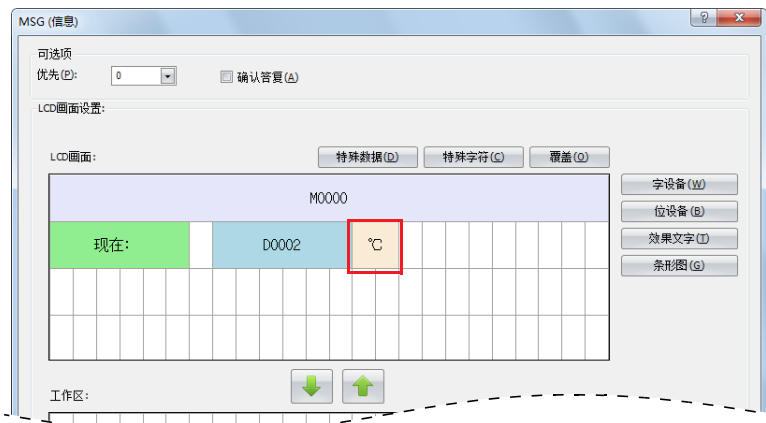 MSG (信息)
可选项
优先(P): 0 确认答复(A)
LCD画面设置:
LCD画面: 特殊数据(D) 特殊字符(C) 覆盖(O)
M0000 字设备(W)
位设备(B)
现在: D0002 ℃ 效果文字(T)
条形图(G)
工作区: